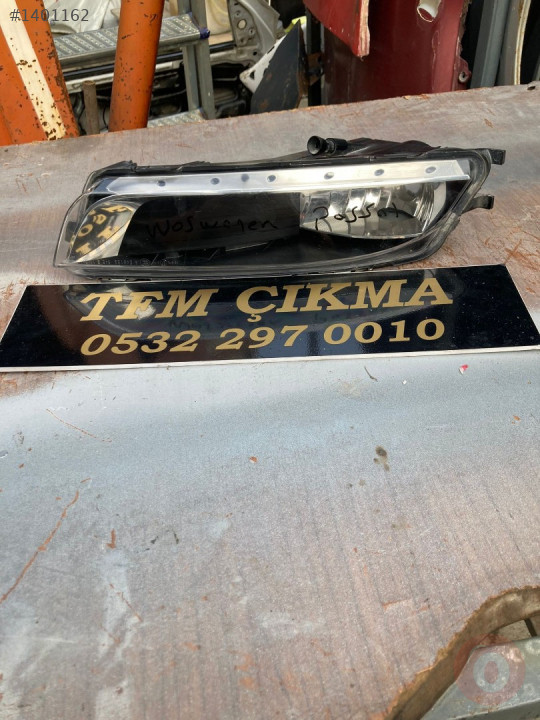 #1401162
Woswagen Passat
TEM ÇIKMA
0532 297 0010